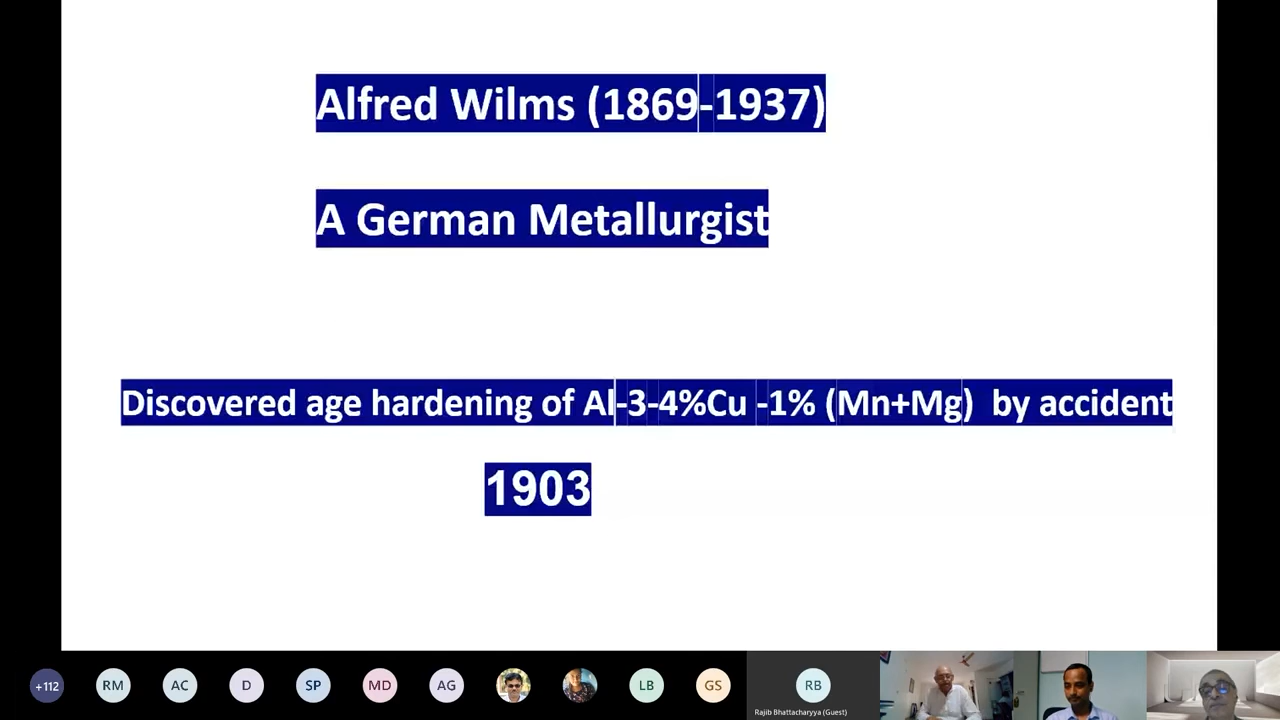 Alfred Wilms (1869-1937)
A German Metallurgist
Discovered age hardening of Al-3-4%Cu -1% (Mn+Mg)  by accident
1903
+112 RM AC D SP MD AG LB GS RB
Rajib Bhattacharyya (Guest)